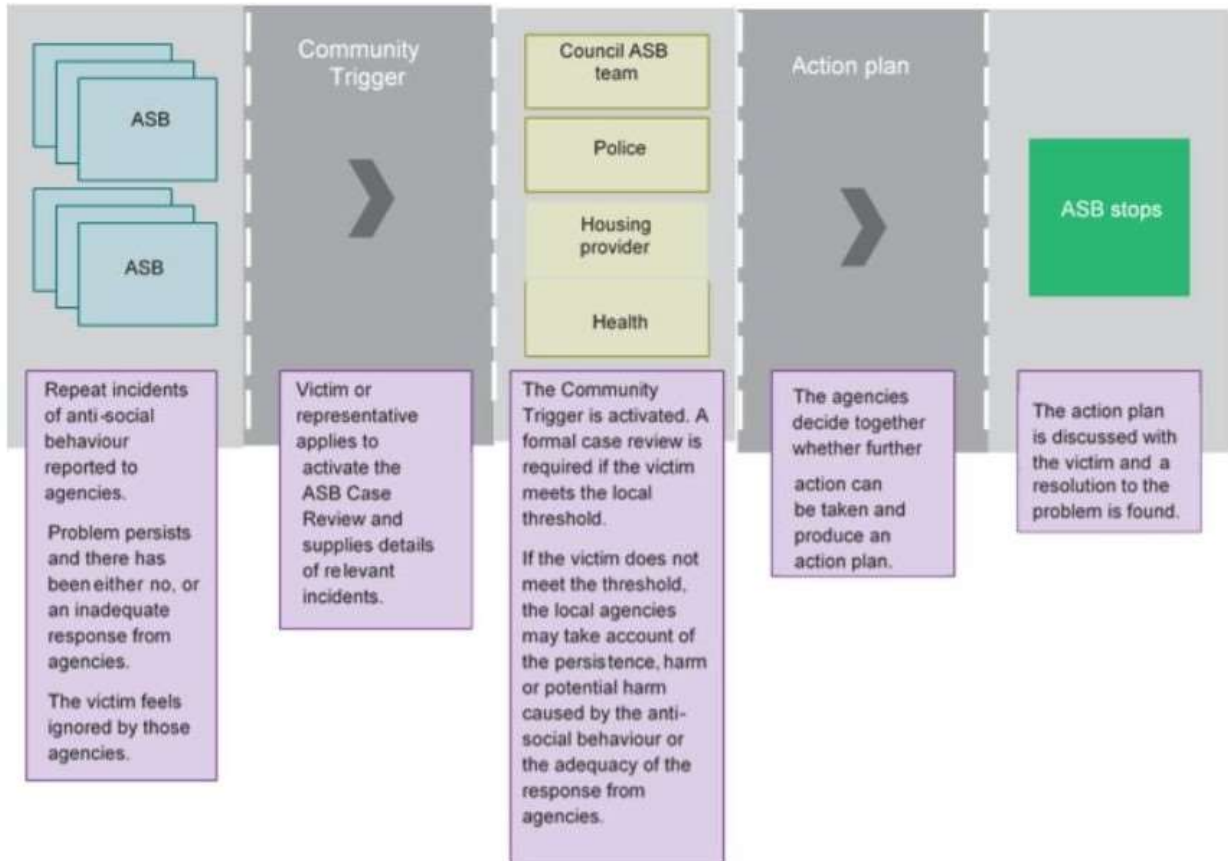 ASB
ASB
Community
Trigger
Council ASB
team
Police
Housing
provider
Health
Action plan
ASB stops
Repeat incidents
of anti-social
behaviour
reported to
agencies.
Problem persists
and there has
been either no, or
an inadequate
response from
agencies.
The victim feels
ignored by those
agencies.
Victim or
representative
applies to
activate the
ASB Case
Review and
supplies details
of relevant
incidents.
The Community
Trigger is activated. A
formal case review is
required if the victim
meets the local
threshold.
If the victim does not
meet the threshold,
the local agencies
may take account of
the persistence, harm
or potential harm
caused by the anti-
social behaviour or
the adequacy of the
response from
agencies.
The agencies
decide together
whether further
action can
be taken and
produce an
action plan.
The action plan
is discussed with
the victim and a
resolution to the
problem is found.